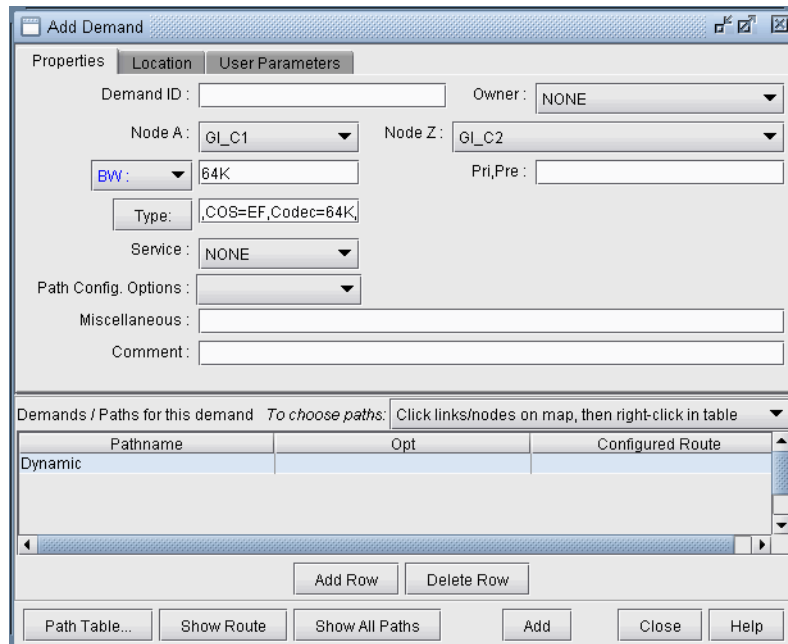 Add Demand
Properties Location User Parameters
Demand ID : Owner : NONE
Node A : GI_C1 Node Z : GI_C2
BW : 64K Pri,Pre :
Type: ,COS=EF,Codec=64K,
Service : NONE
Path Config. Options :
Miscellaneous :
Comment :
Demands / Paths for this demand To choose paths: Click links/nodes on map, then right-click in table
Pathname Opt Configured Route
Dynamic
Add Row Delete Row
Path Table... Show Route Show All Paths Add Close Help